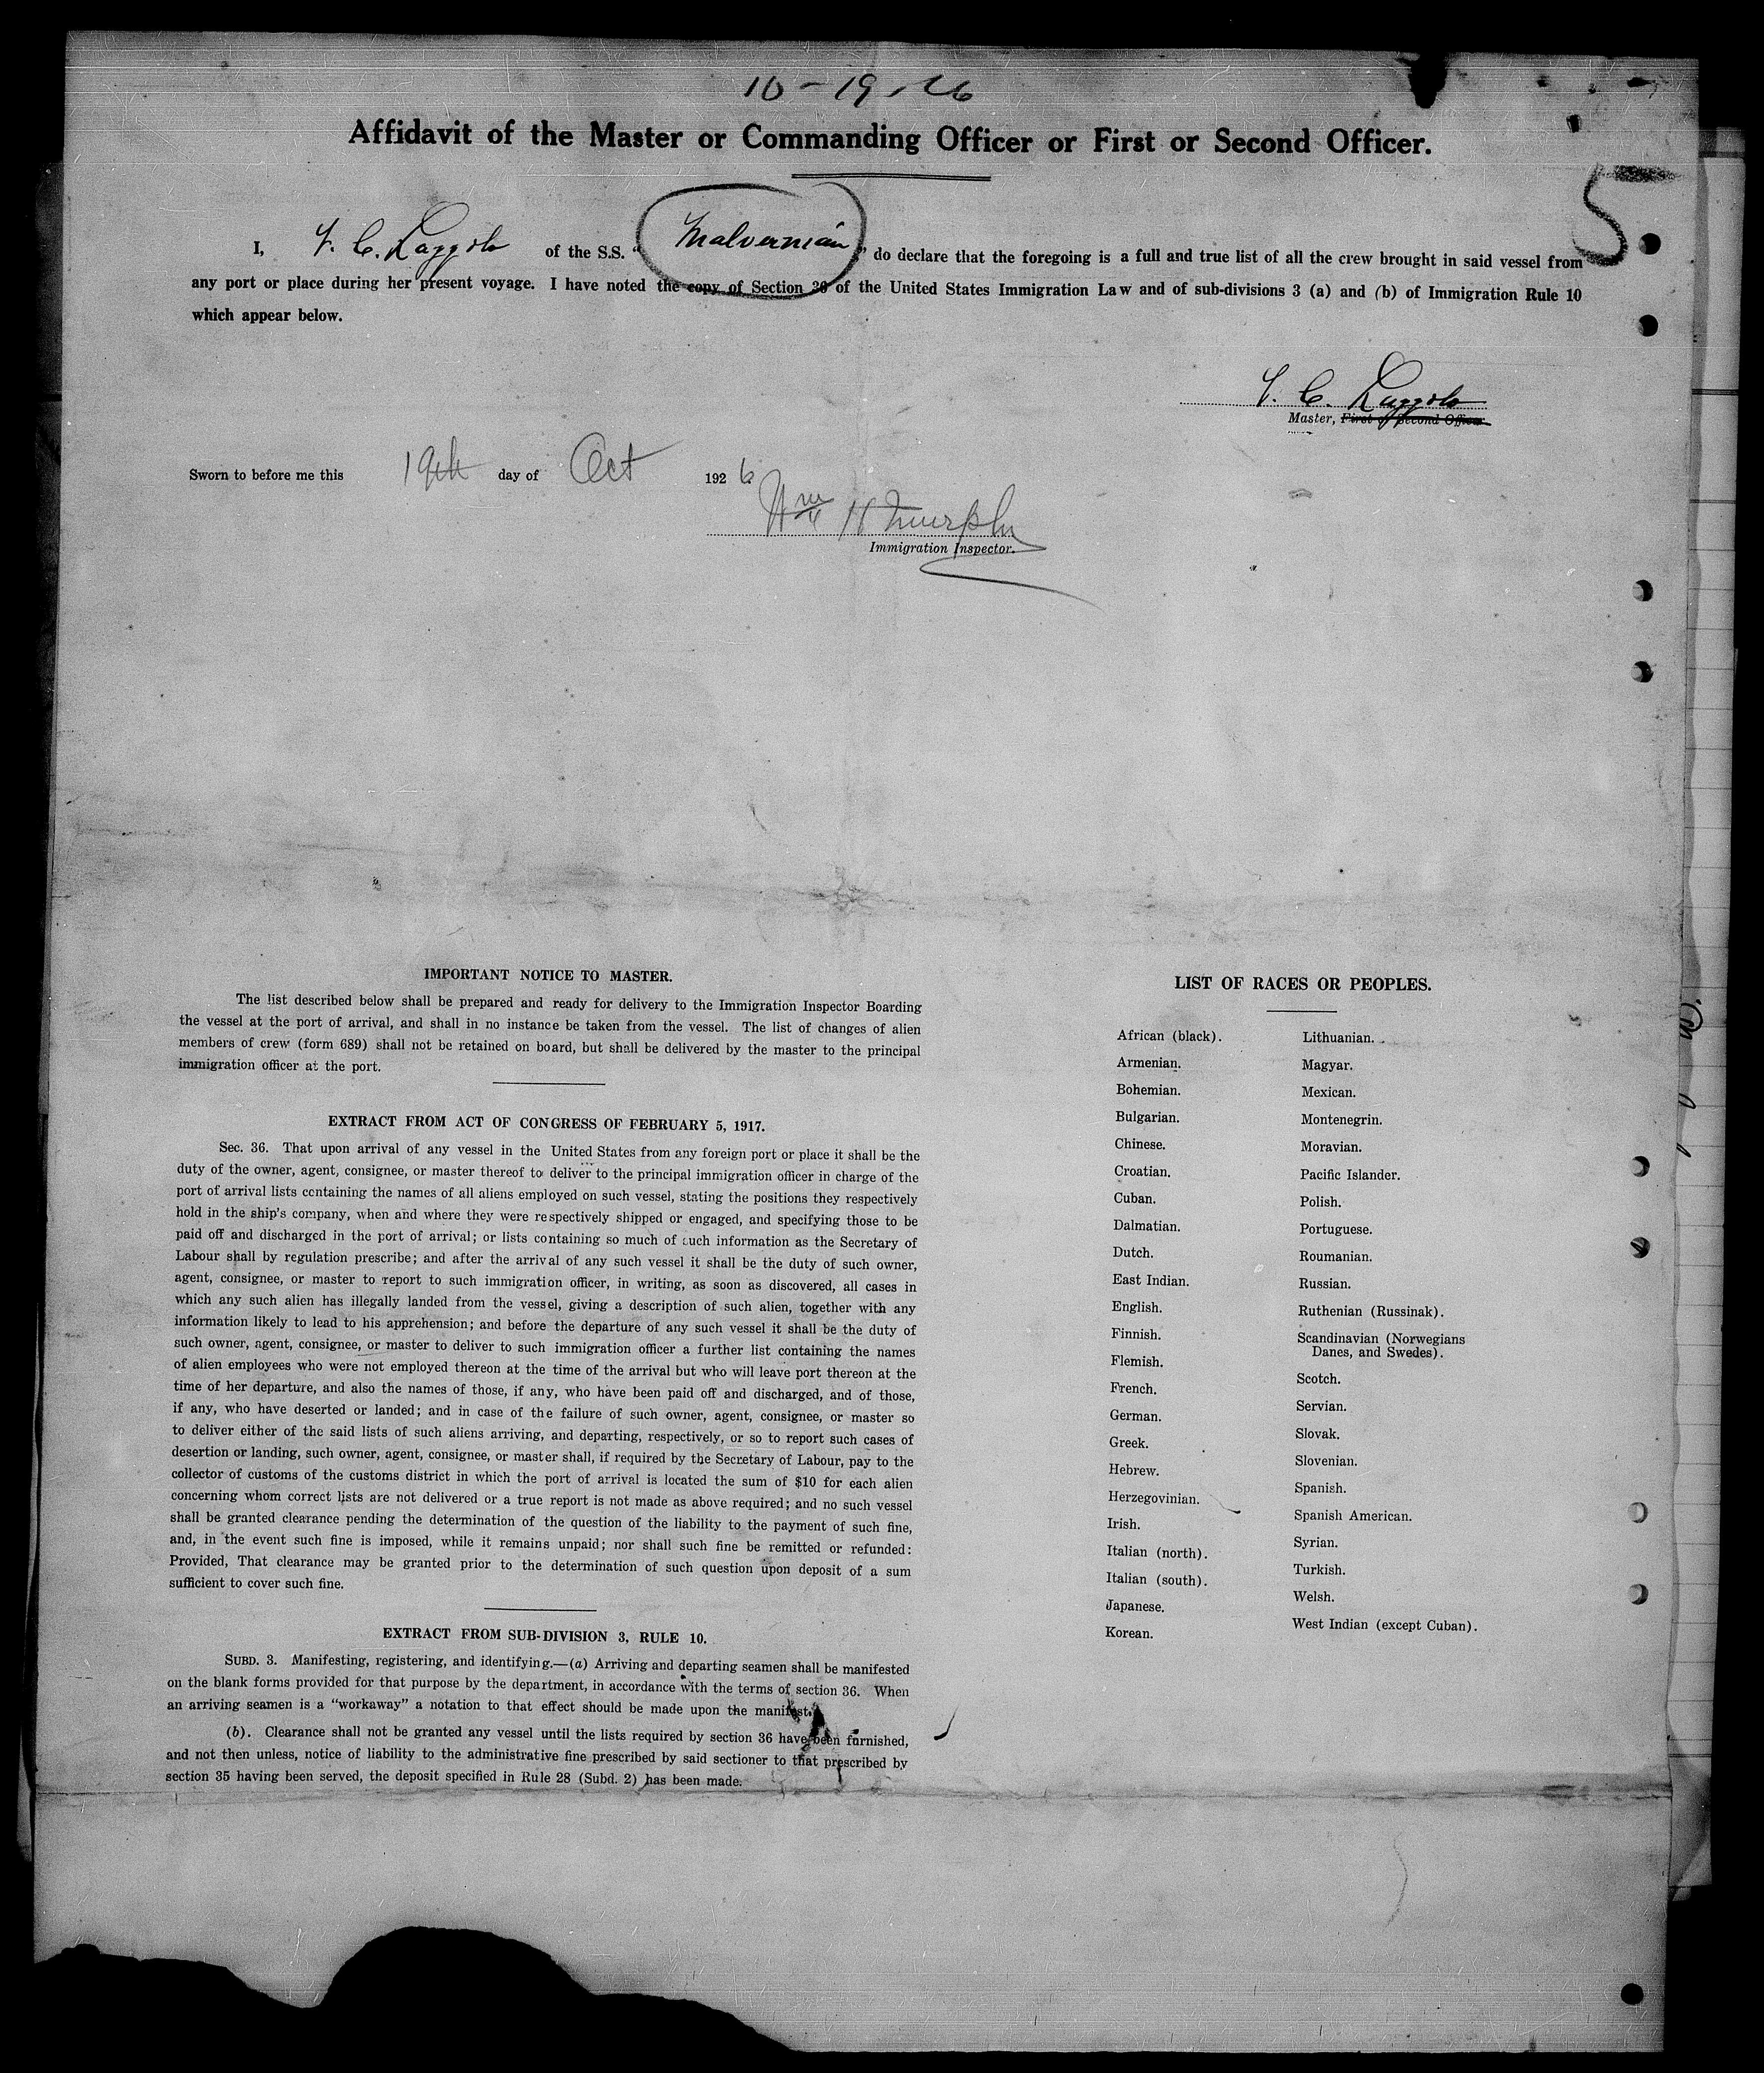 10-19-26
Affidavit of the Master or Commanding Officer or First or Second Officer.
5
I, of the S.S. “Malvernian” do declare that the foregoing is a full and true list of all the crew brought in said vessel from
any port or place during her present voyage. I have noted the copy of Section 36 of the United States Immigration Law and of sub-divisions 3 (a) and (b) of Immigration Rule 10
which appear below.
Master, First or Second Officer.
Sworn to before me this 19th day of Oct 1926
Wm H Murphy
Immigration Inspector.
IMPORTANT NOTICE TO MASTER.
The list described below shall be prepared and ready for delivery to the Immigration Inspector Boarding
the vessel at the port of arrival, and shall in no instance be taken from the vessel. The list of changes of alien
members of crew (form 689) shall not be retained on board, but shall be delivered by the master to the principal
immigration officer at the port.
EXTRACT FROM ACT OF CONGRESS OF FEBRUARY 5, 1917.
Sec. 36. That upon arrival of any vessel in the United States from any foreign port or place it shall be the
duty of the owner, agent, consignee, or master thereof to deliver to the principal immigration officer in charge of the
port of arrival lists containing the names of all aliens employed on such vessel, stating the positions they respectively
hold in the ship's company, when and where they were respectively shipped or engaged, and specifying those to be
paid off and discharged in the port of arrival; or lists containing so much of such information as the Secretary of
Labour shall by regulation prescribe; and after the arrival of any such vessel it shall be the duty of such owner,
agent, consignee, or master to report to such immigration officer, in writing, as soon as discovered, all cases in
which any such alien has illegally landed from the vessel, giving a description of such alien, together with any
information likely to lead to his apprehension; and before the departure of any such vessel it shall be the duty of
such owner, agent, consignee, or master to deliver to such immigration officer a further list containing the names
of alien employees who were not employed thereon at the time of the arrival but who will leave port thereon at the
time of her departure, and also the names of those, if any, who have been paid off and discharged, and of those,
if any, who have deserted or landed; and in case of the failure of such owner, agent, consignee, or master so
to deliver either of the said lists of such aliens arriving, and departing, respectively, or so to report such cases of
desertion or landing, such owner, agent, consignee, or master shall, if required by the Secretary of Labour, pay to the
collector of customs of the customs district in which the port of arrival is located the sum of $10 for each alien
concerning whom correct lists are not delivered or a true report is not made as above required; and no such vessel
shall be granted clearance pending the determination of the question of the liability to the payment of such fine,
and, in the event such fine is imposed, while it remains unpaid; nor shall such fine be remitted or refunded:
Provided, That clearance may be granted prior to the determination of such question upon deposit of a sum
sufficient to cover such fine.
EXTRACT FROM SUB-DIVISION 3, RULE 10.
SUBD. 3. Manifesting, registering, and identifying.—(a) Arriving and departing seamen shall be manifested
on the blank forms provided for that purpose by the department, in accordance with the terms of section 36. When
an arriving seamen is a “workaway” a notation to that effect should be made upon the manifest.
(b). Clearance shall not be granted any vessel until the lists required by section 36 have been furnished,
and not then unless, notice of liability to the administrative fine prescribed by said sectioner to that prescribed by
section 35 having been served, the deposit specified in Rule 28 (Subd. 2) has been made.
LIST OF RACES OR PEOPLES.
African (black).
Armenian.
Bohemian.
Bulgarian.
Chinese.
Croatian.
Cuban.
Dalmatian.
Dutch.
East Indian.
English.
Finnish.
Flemish.
French.
German.
Greek.
Hebrew.
Herzegovinian.
Irish.
Italian (north).
Italian (south).
Japanese.
Korean.
Lithuanian.
Magyar.
Mexican.
Montenegrin.
Moravian.
Pacific Islander.
Polish.
Portuguese.
Roumanian.
Russian.
Ruthenian (Russinak).
Scandinavian (Norwegians
Danes, and Swedes).
Scotch.
Servian.
Slovak.
Slovenian.
Spanish.
Spanish American.
Syrian.
Turkish.
Welsh.
West Indian (except Cuban).